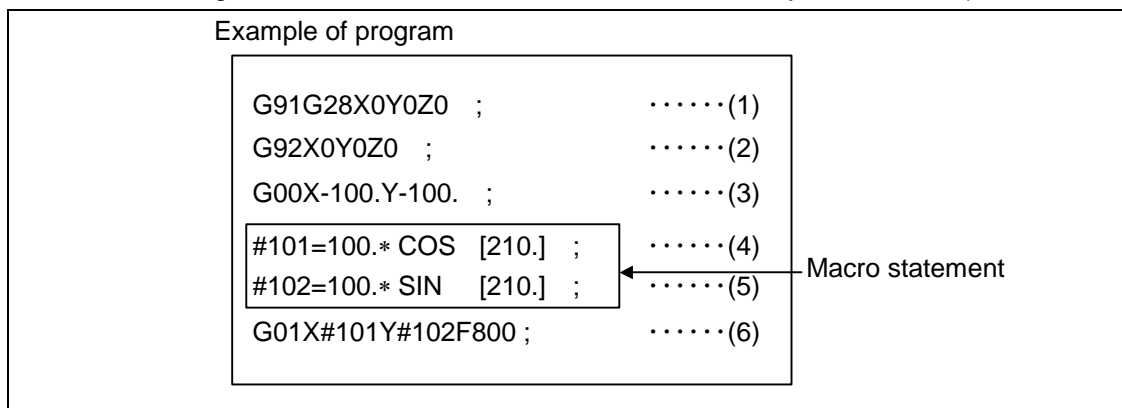 Example of program
G91G28X0Y0Z0 ; ······(1)
G92X0Y0Z0 ; ······(2)
G00X-100.Y-100. ; ······(3)
#101=100.∗ COS [210.] ; ······(4)
#102=100.∗ SIN [210.] ; ······(5)
Macro statement
G01X#101Y#102F800 ; ······(6)